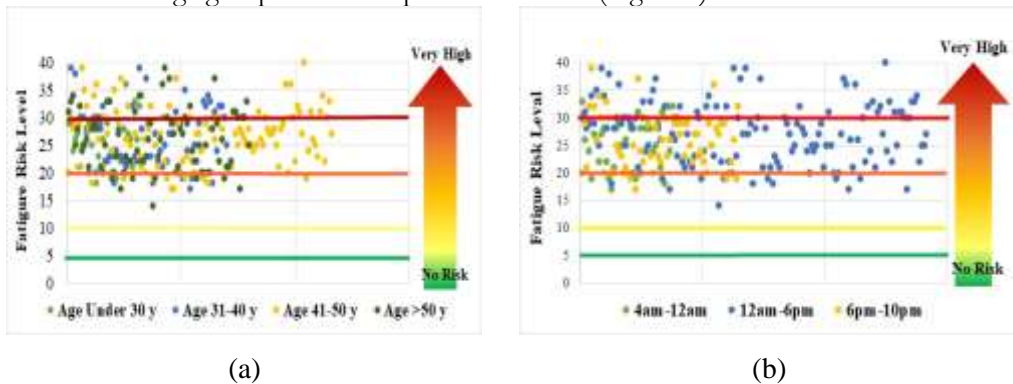 Very High
40
35
30
25
20
15
10
5
0
Fatigure Risk Level
No Risk
Age Under 30 y Age 31-40 y Age 41-50 y Age >50 y
(a)
Very High
40
35
30
25
20
15
10
5
0
Fatigue Risk Leval
No Risk
4am-12am 12am-6pm 6pm-10pm
(b)